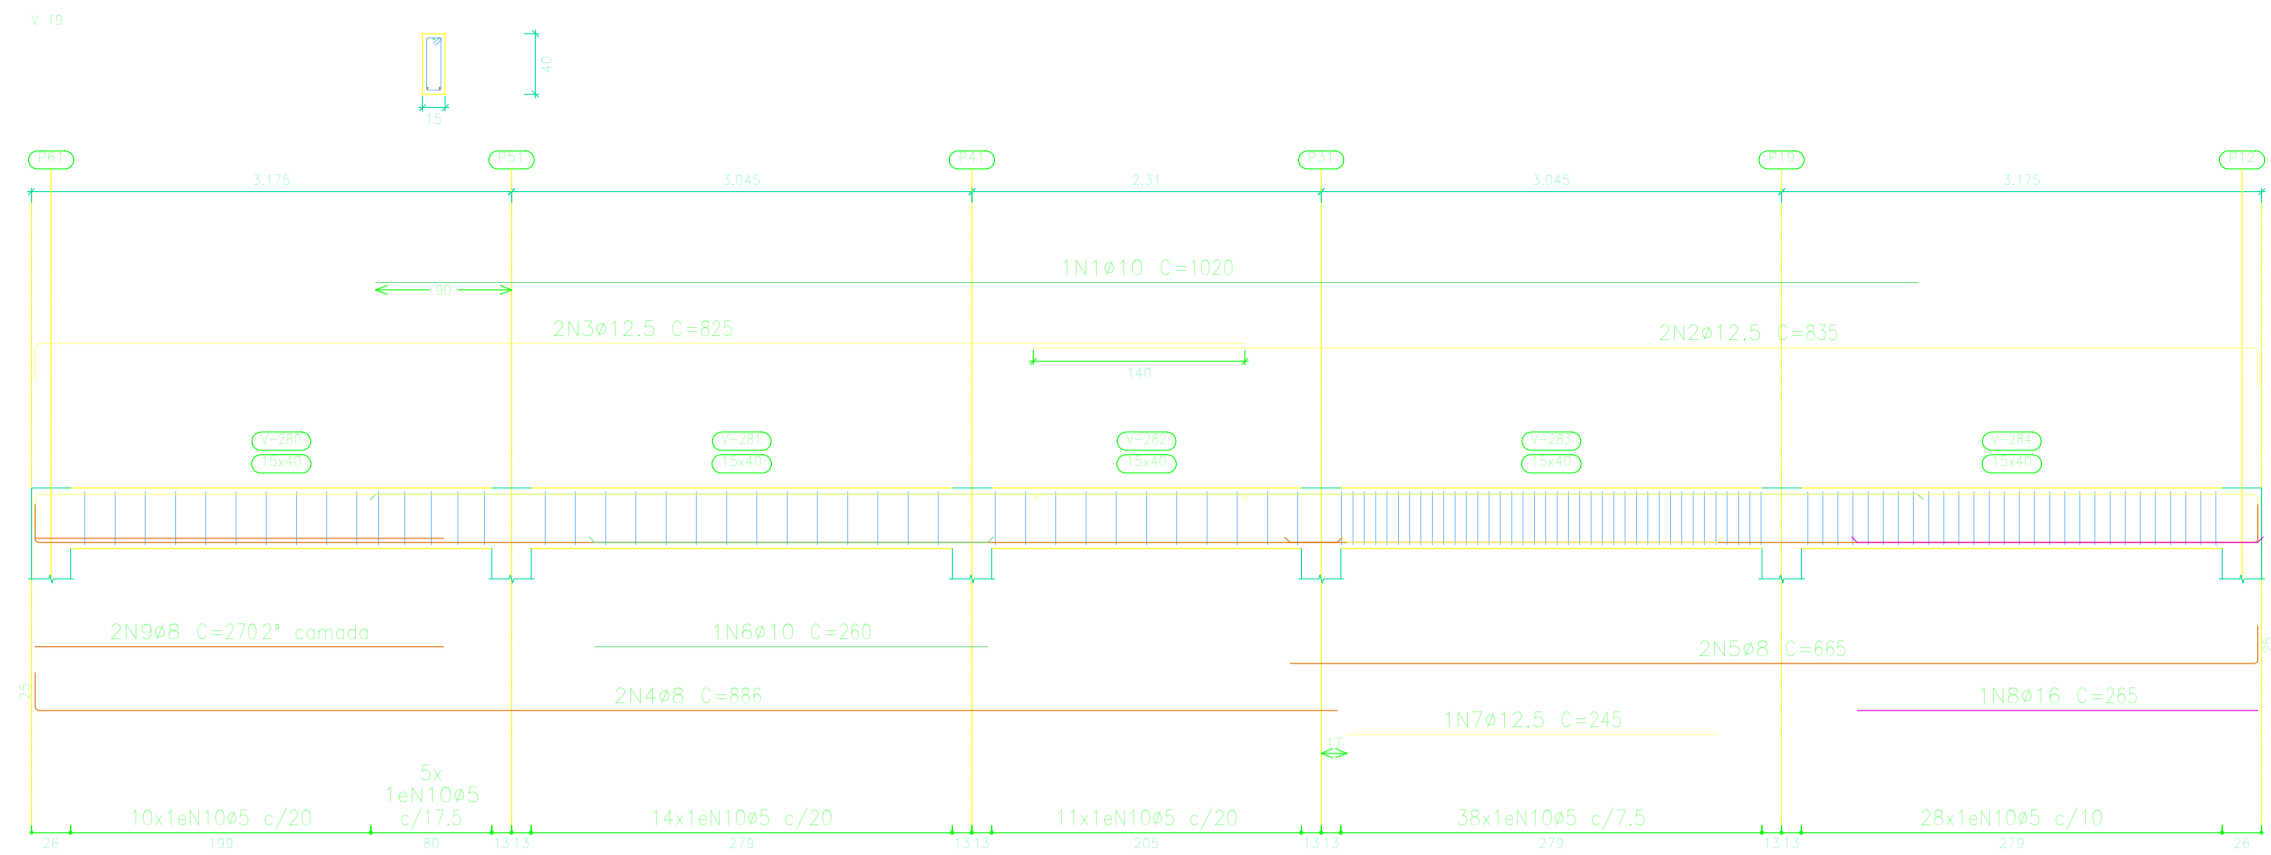 V 19
40
15
P61 P51 P41 P31 P19 P12
3.175 3.045 2.31 3.045 3.175
1N1ø10 C=1020
90
2N3ø12.5 C=825
2N2ø12.5 C=835
140
V-280 V-281 V-282 V-283 V-284
15x40 15x40 15x40 15x40 15x40
2N9ø8 C=270 2ª camada
1N6ø10 C=260
2N5ø8 C=665
25
25
2N4ø8 C=886
1N8ø16 C=265
1N7ø12.5 C=245
17
5x
1eN10ø5
c/17.5
10x1eN10ø5 c/20 14x1eN10ø5 c/20 11x1eN10ø5 c/20 38x1eN10ø5 c/7.5 28x1eN10ø5 c/10
26 199 80 13 13 279 13 13 205 13 13 279 13 13 279 26